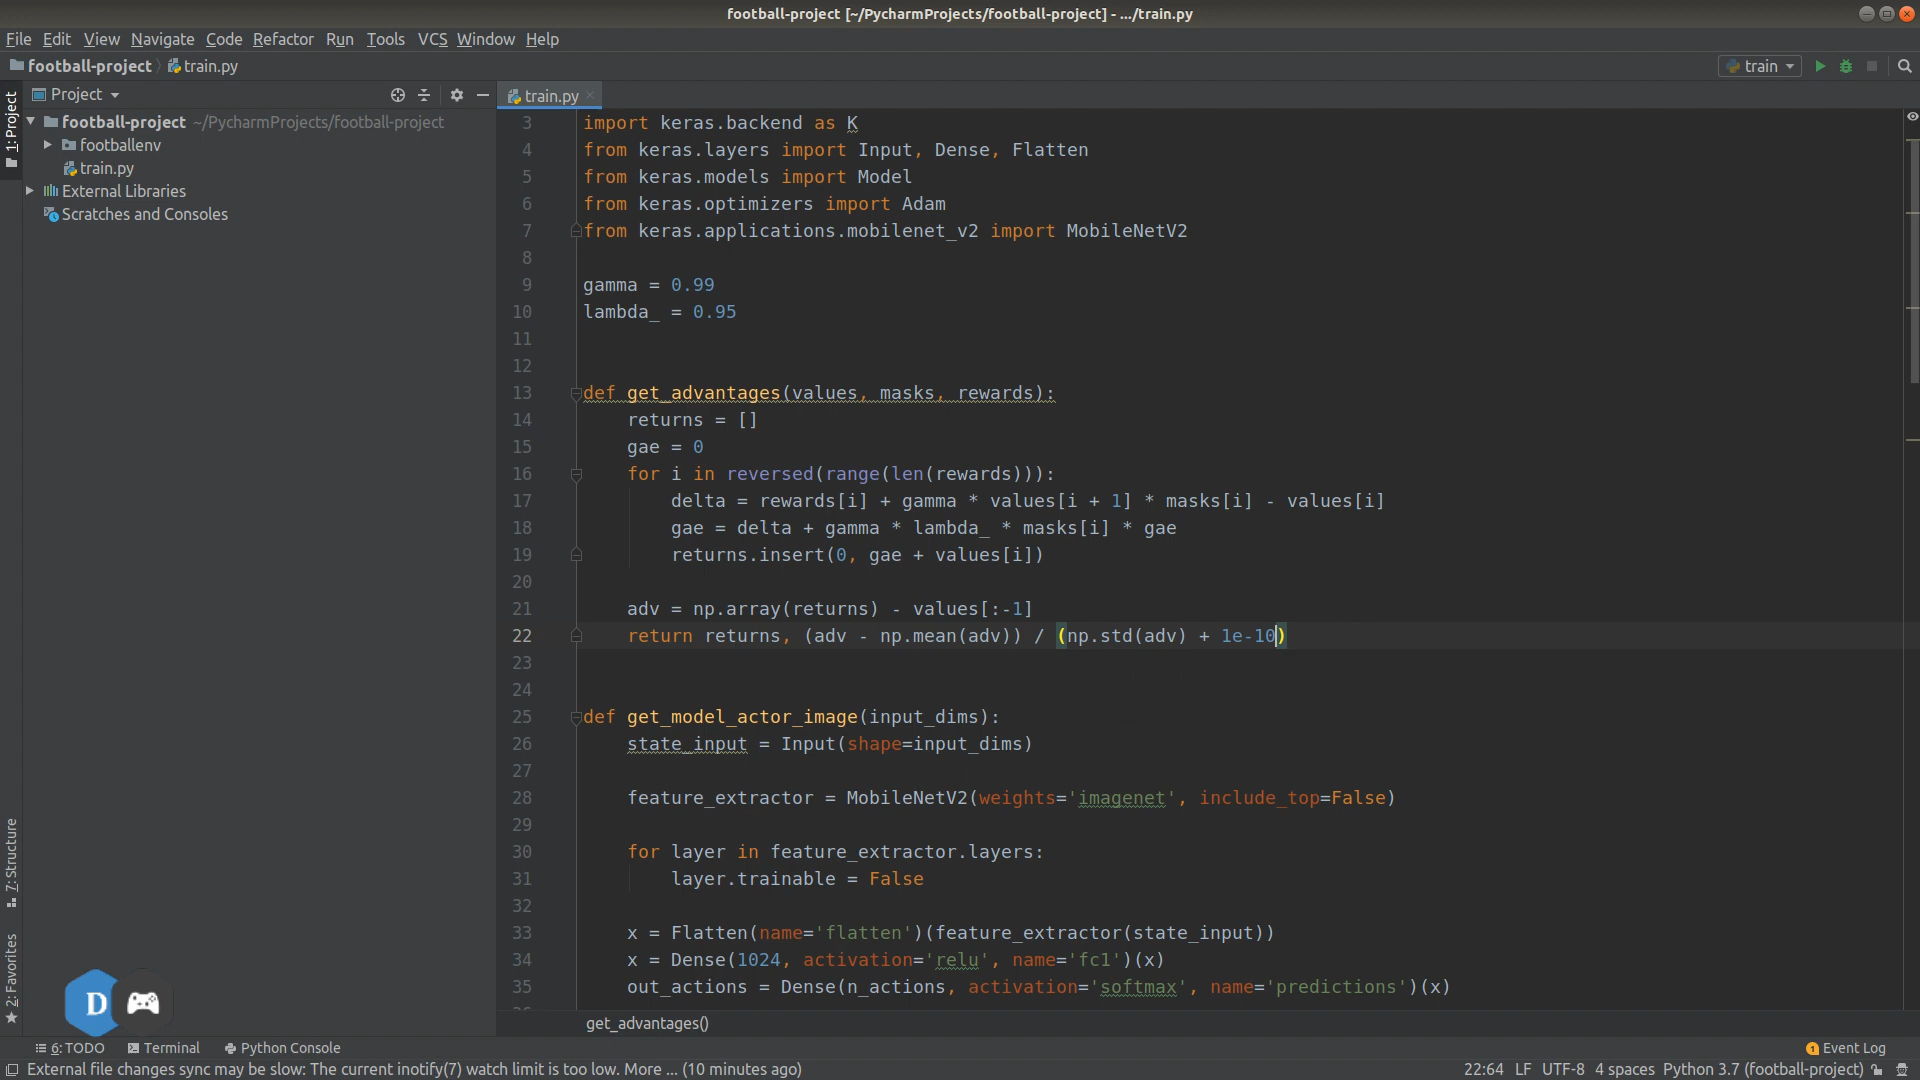 football-project [~/PycharmProjects/football-project] - .../train.py
File Edit View Navigate Code Refactor Run Tools VCS Window Help
football-project train.py train
Project
train.py
1: Project
football-project ~/PycharmProjects/football-project
footballenv
train.py
External Libraries
Scratches and Consoles
3 import keras.backend as K
4 from keras.layers import Input, Dense, Flatten
5 from keras.models import Model
6 from keras.optimizers import Adam
7 from keras.applications.mobilenet_v2 import MobileNetV2
8
9 gamma = 0.99
10 lambda_ = 0.95
11
12
13 def get_advantages(values, masks, rewards):
14 returns = []
15 gae = 0
16 for i in reversed(range(len(rewards))):
17 delta = rewards[i] + gamma * values[i + 1] * masks[i] - values[i]
18 gae = delta + gamma * lambda_ * masks[i] * gae
19 returns.insert(0, gae + values[i])
20
21 adv = np.array(returns) - values[:-1]
22 return returns, (adv - np.mean(adv)) / (np.std(adv) + 1e-10)
23
24
25 def get_model_actor_image(input_dims):
26 state_input = Input(shape=input_dims)
27
28 feature_extractor = MobileNetV2(weights='imagenet', include_top=False)
29
30 for layer in feature_extractor.layers:
31 layer.trainable = False
32
33 x = Flatten(name='flatten')(feature_extractor(state_input))
34 x = Dense(1024, activation='relu', name='fc1')(x)
35 out_actions = Dense(n_actions, activation='softmax', name='predictions')(x)
7: Structure
2: Favorites
D
get_advantages()
6: TODO Terminal Python Console 1 Event Log
External file changes sync may be slow: The current inotify(7) watch limit is too low. More ... (10 minutes ago) 22:64 LF UTF-8 4 spaces Python 3.7 (football-project)